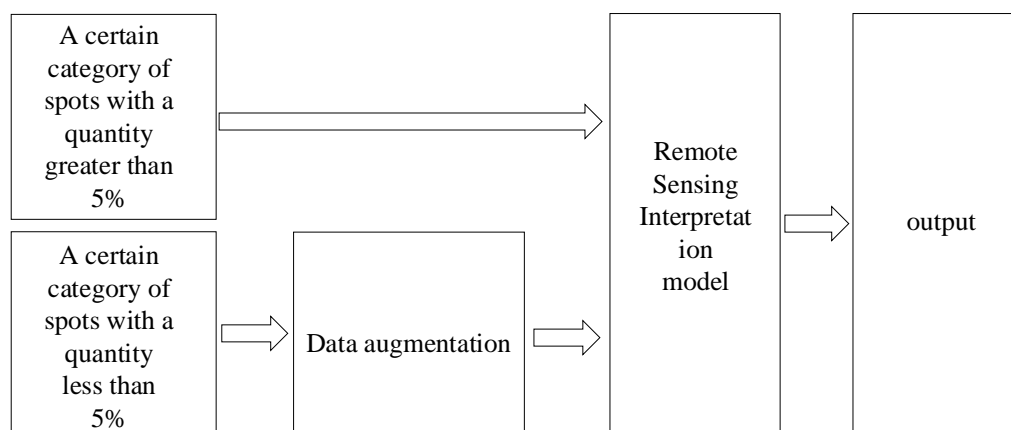 A certain
category of
spots with a
quantity
greater than
5%
A certain
category of
spots with a
quantity
less than
5%
Data augmentation
Remote
Sensing
Interpretat
ion
model
output